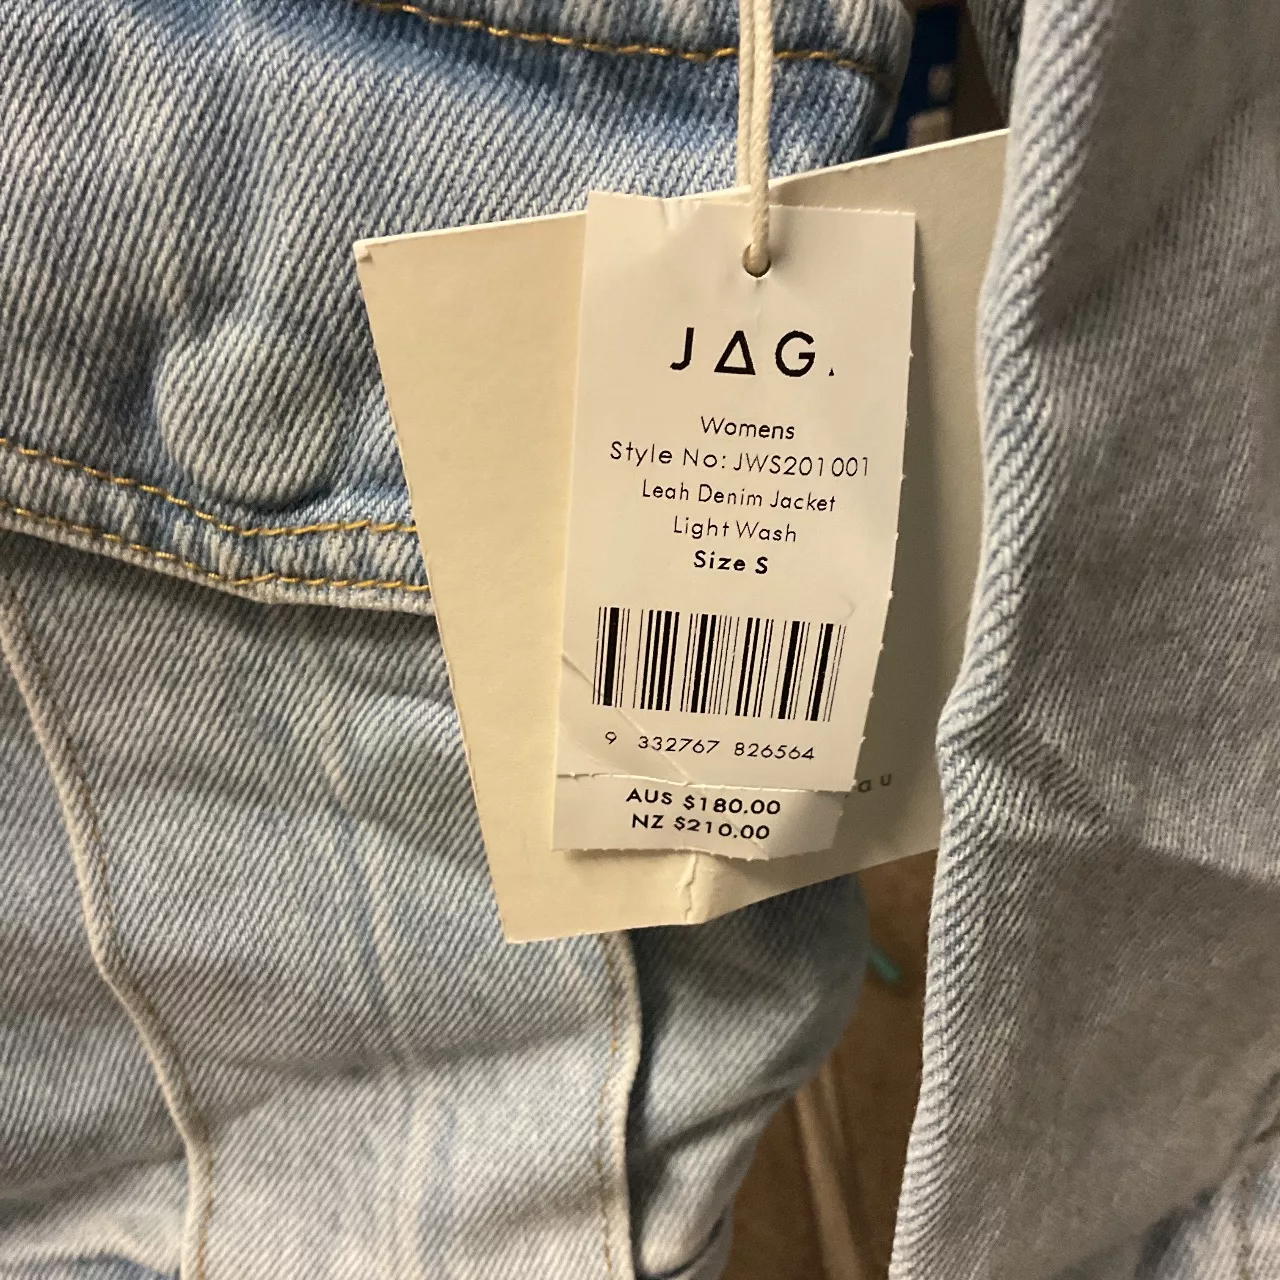 JAG.
Womens
Style No: JWS201001
Leah Denim Jacket
Light Wash
Size S
9 332767 826564
au
AUS $180.00
NZ $210.00